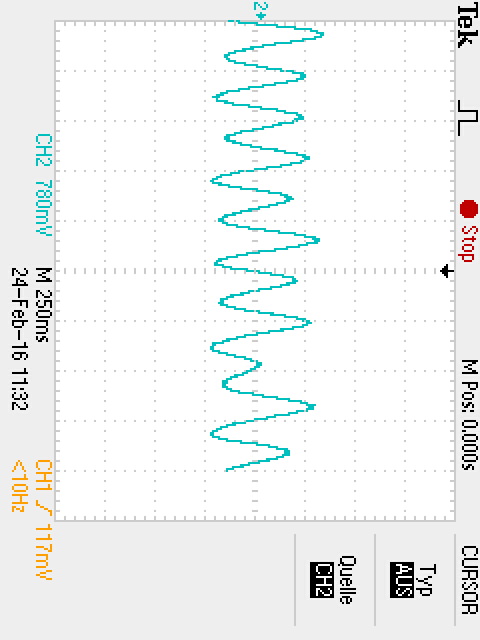 Tek
Stop
M Pos: 0.000s
CURSOR
Typ
AUS
Quelle
CH2
2
CH2 780mV
M 250ms
CH1 117mV
24-Feb-16 11:32
<10Hz